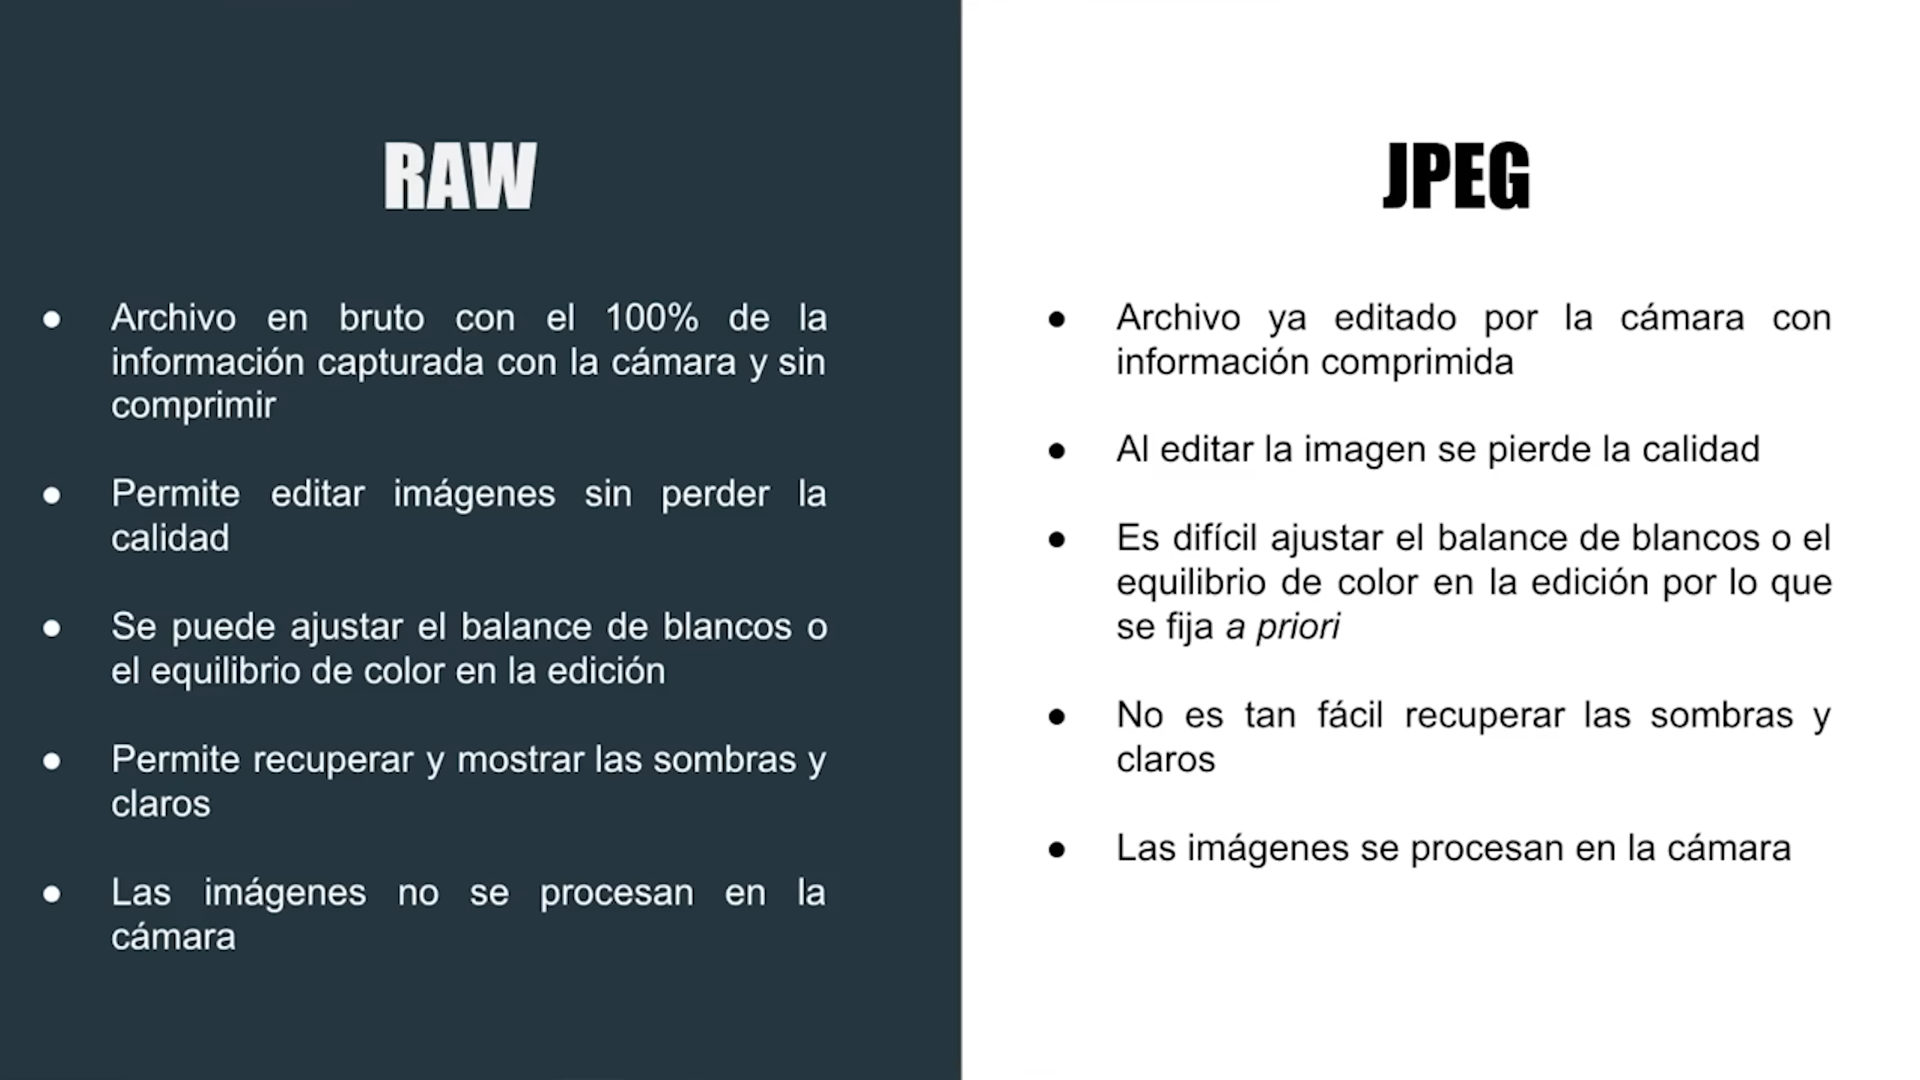 RAW
● Archivo en bruto con el 100% de la
información capturada con la cámara y sin
comprimir
● Permite editar imágenes sin perder la
calidad
● Se puede ajustar el balance de blancos o
el equilibrio de color en la edición
● Permite recuperar y mostrar las sombras y
claros
● Las imágenes no se procesan en la
cámara
JPEG
● Archivo ya editado por la cámara con
información comprimida
● Al editar la imagen se pierde la calidad
● Es difícil ajustar el balance de blancos o el
equilibrio de color en la edición por lo que
se fija a priori
● No es tan fácil recuperar las sombras y
claros
● Las imágenes se procesan en la cámara